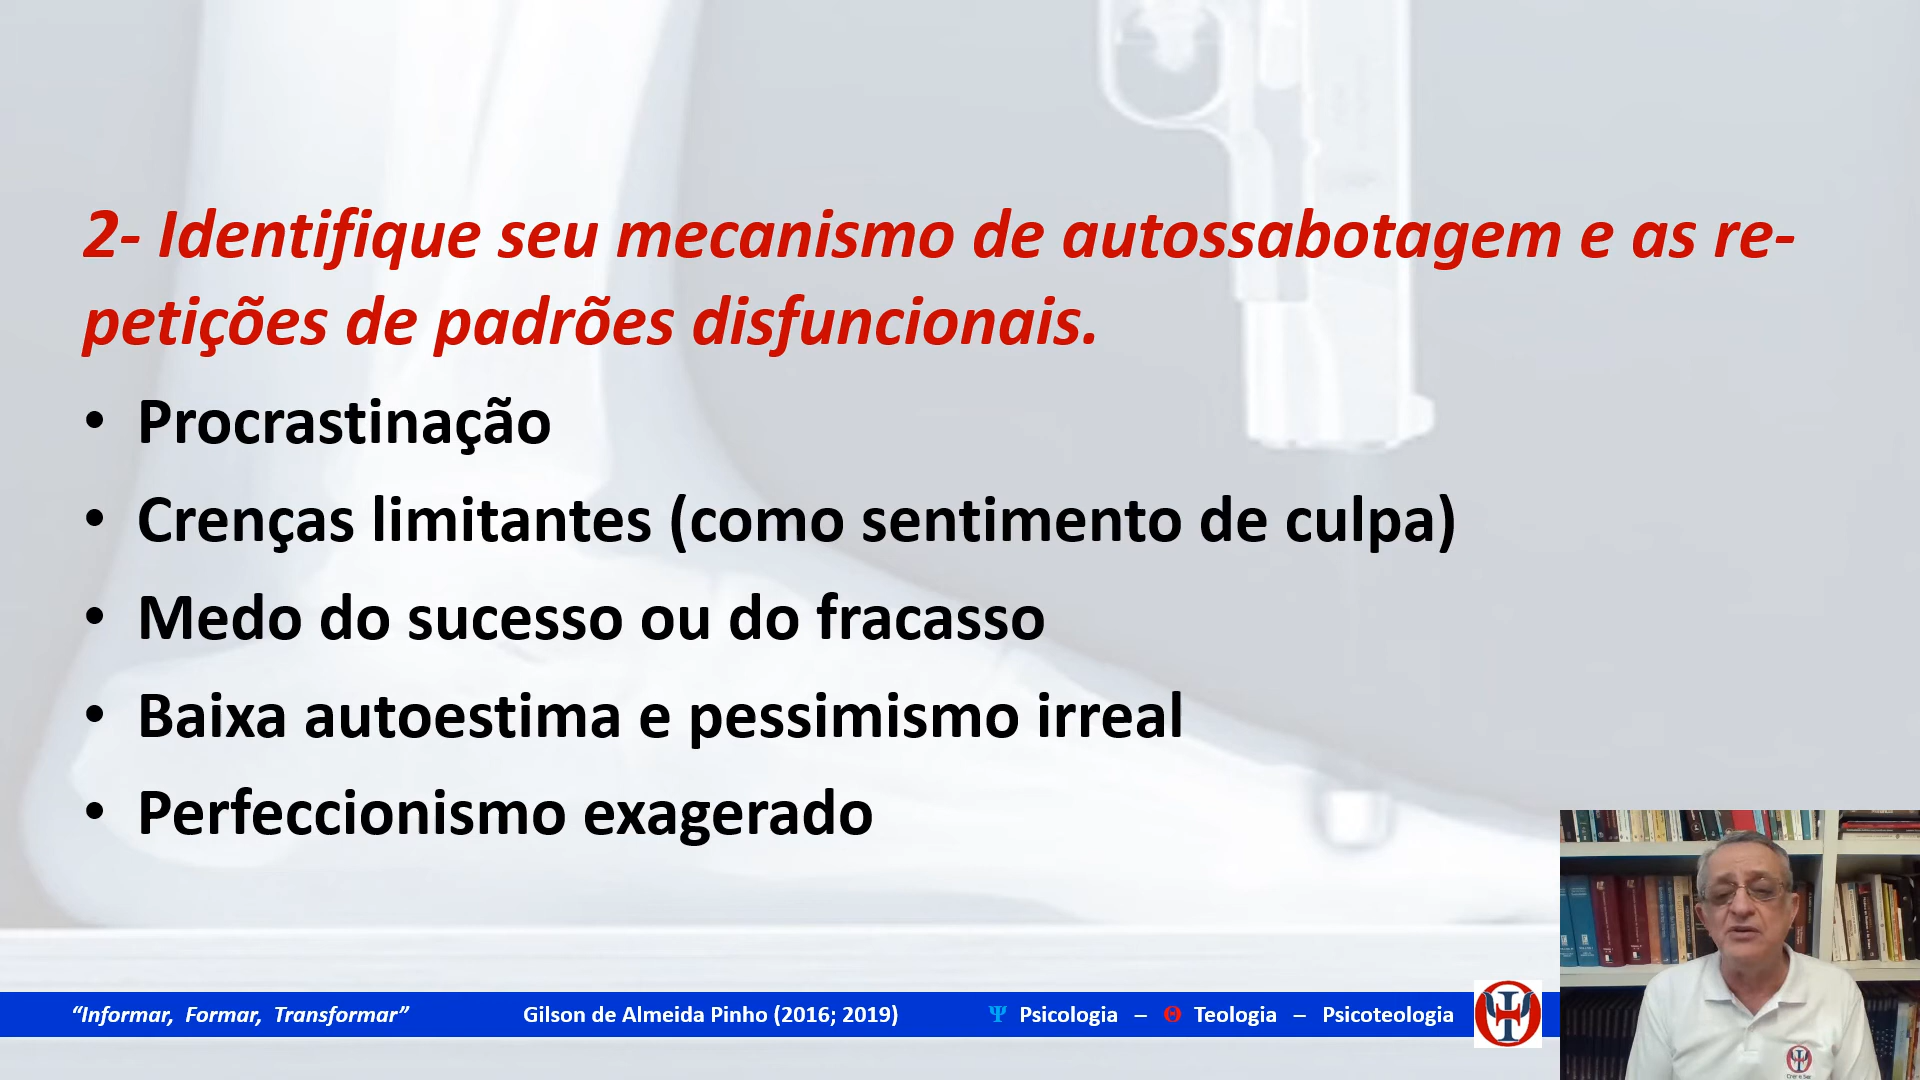 2- Identifique seu mecanismo de autossabotagem e as re-
petições de padrões disfuncionais.
• Procrastinação
• Crenças limitantes (como sentimento de culpa)
• Medo do sucesso ou do fracasso
• Baixa autoestima e pessimismo irreal
• Perfeccionismo exagerado
“Informar, Formar, Transformar” Gilson de Almeida Pinho (2016; 2019) Ψ Psicologia – Θ Teologia – Psicoteologia